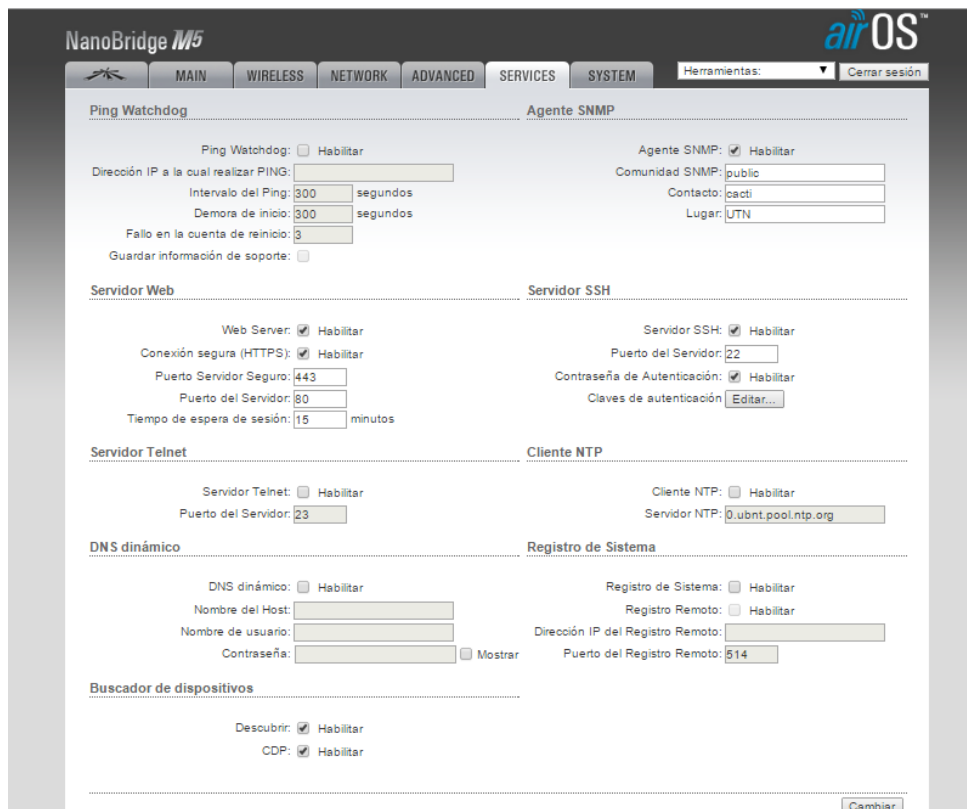 NanoBridge M5
airOS™
MAIN WIRELESS NETWORK ADVANCED SERVICES SYSTEM Herramientas: Cerrar sesión
Ping Watchdog
Ping Watchdog: Habilitar
Dirección IP a la cual realizar PING:
Intervalo del Ping: 300 segundos
Demora de inicio: 300 segundos
Fallo en la cuenta de reinicio: 3
Guardar información de soporte:
Agente SNMP
Agente SNMP: Habilitar
Comunidad SNMP: public
Contacto: cacti
Lugar: UTN
Servidor Web
Web Server: Habilitar
Conexión segura (HTTPS): Habilitar
Puerto Servidor Seguro: 443
Puerto del Servidor: 80
Tiempo de espera de sesión: 15 minutos
Servidor SSH
Servidor SSH: Habilitar
Puerto del Servidor: 22
Contraseña de Autenticación: Habilitar
Claves de autenticación Editar...
Servidor Telnet
Servidor Telnet: Habilitar
Puerto del Servidor: 23
Cliente NTP
Cliente NTP: Habilitar
Servidor NTP: 0.ubnt.pool.ntp.org
DNS dinámico
DNS dinámico: Habilitar
Nombre del Host:
Nombre de usuario:
Contraseña: Mostrar
Registro de Sistema
Registro de Sistema: Habilitar
Registro Remoto: Habilitar
Dirección IP del Registro Remoto:
Puerto del Registro Remoto: 514
Buscador de dispositivos
Descubrir: Habilitar
CDP: Habilitar
Cambiar